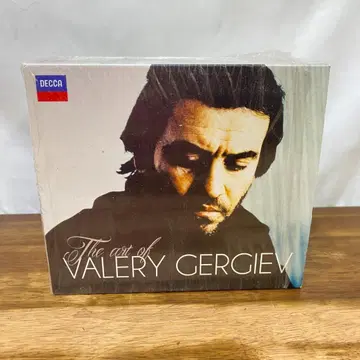 DECCA
The art of
VALERY GERGIEV